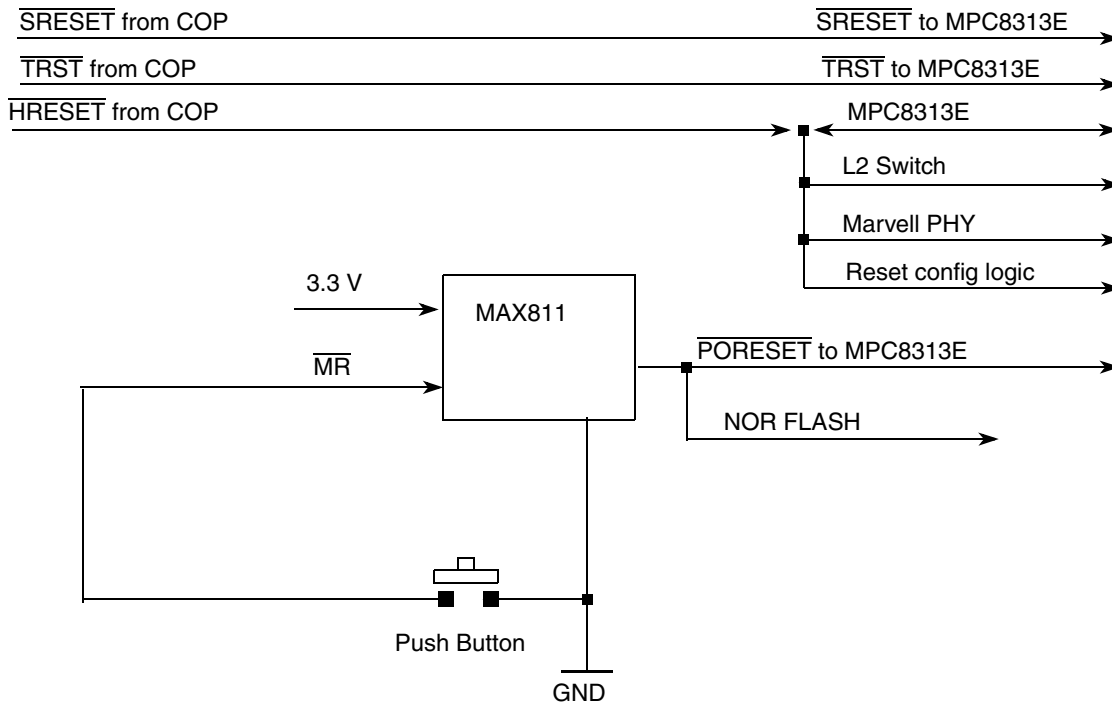 SRESET from COP
SRESET to MPC8313E
TRST from COP
TRST to MPC8313E
HRESET from COP
MPC8313E
L2 Switch
Marvell PHY
Reset config logic
3.3 V
MAX811
MR
PORESET to MPC8313E
NOR FLASH
Push Button
GND